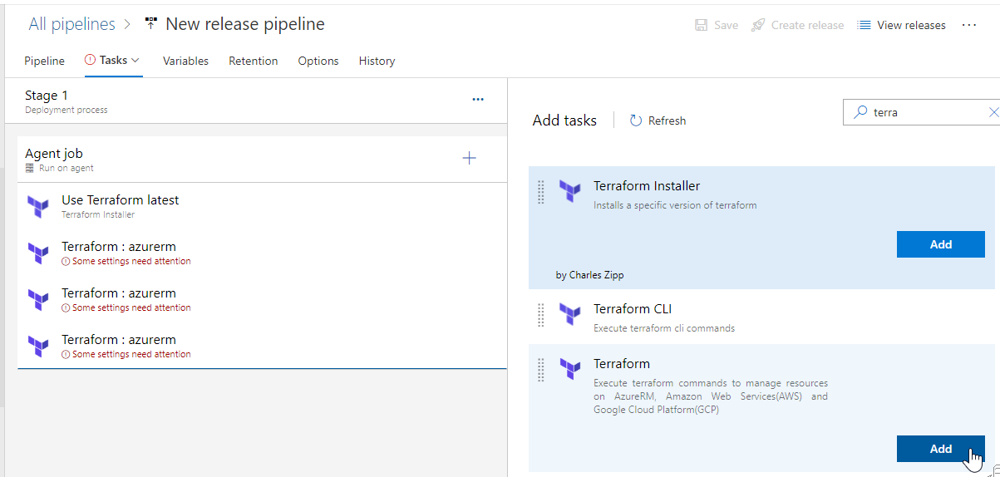 All pipelines > New release pipeline
Save Create release View releases ...
Pipeline Tasks Variables Retention Options History
Stage 1
Deployment process
...
Agent job
Run on agent
Use Terraform latest
Terraform Installer
Terraform : azurerm
Some settings need attention
Terraform : azurerm
Some settings need attention
Terraform : azurerm
Some settings need attention
Add tasks Refresh
terra
Terraform Installer
Installs a specific version of terraform
Add
by Charles Zipp
Terraform CLI
Execute terraform cli commands
Terraform
Execute terraform commands to manage resources
on AzureRM, Amazon Web Services(AWS) and
Google Cloud Platform(GCP)
Add